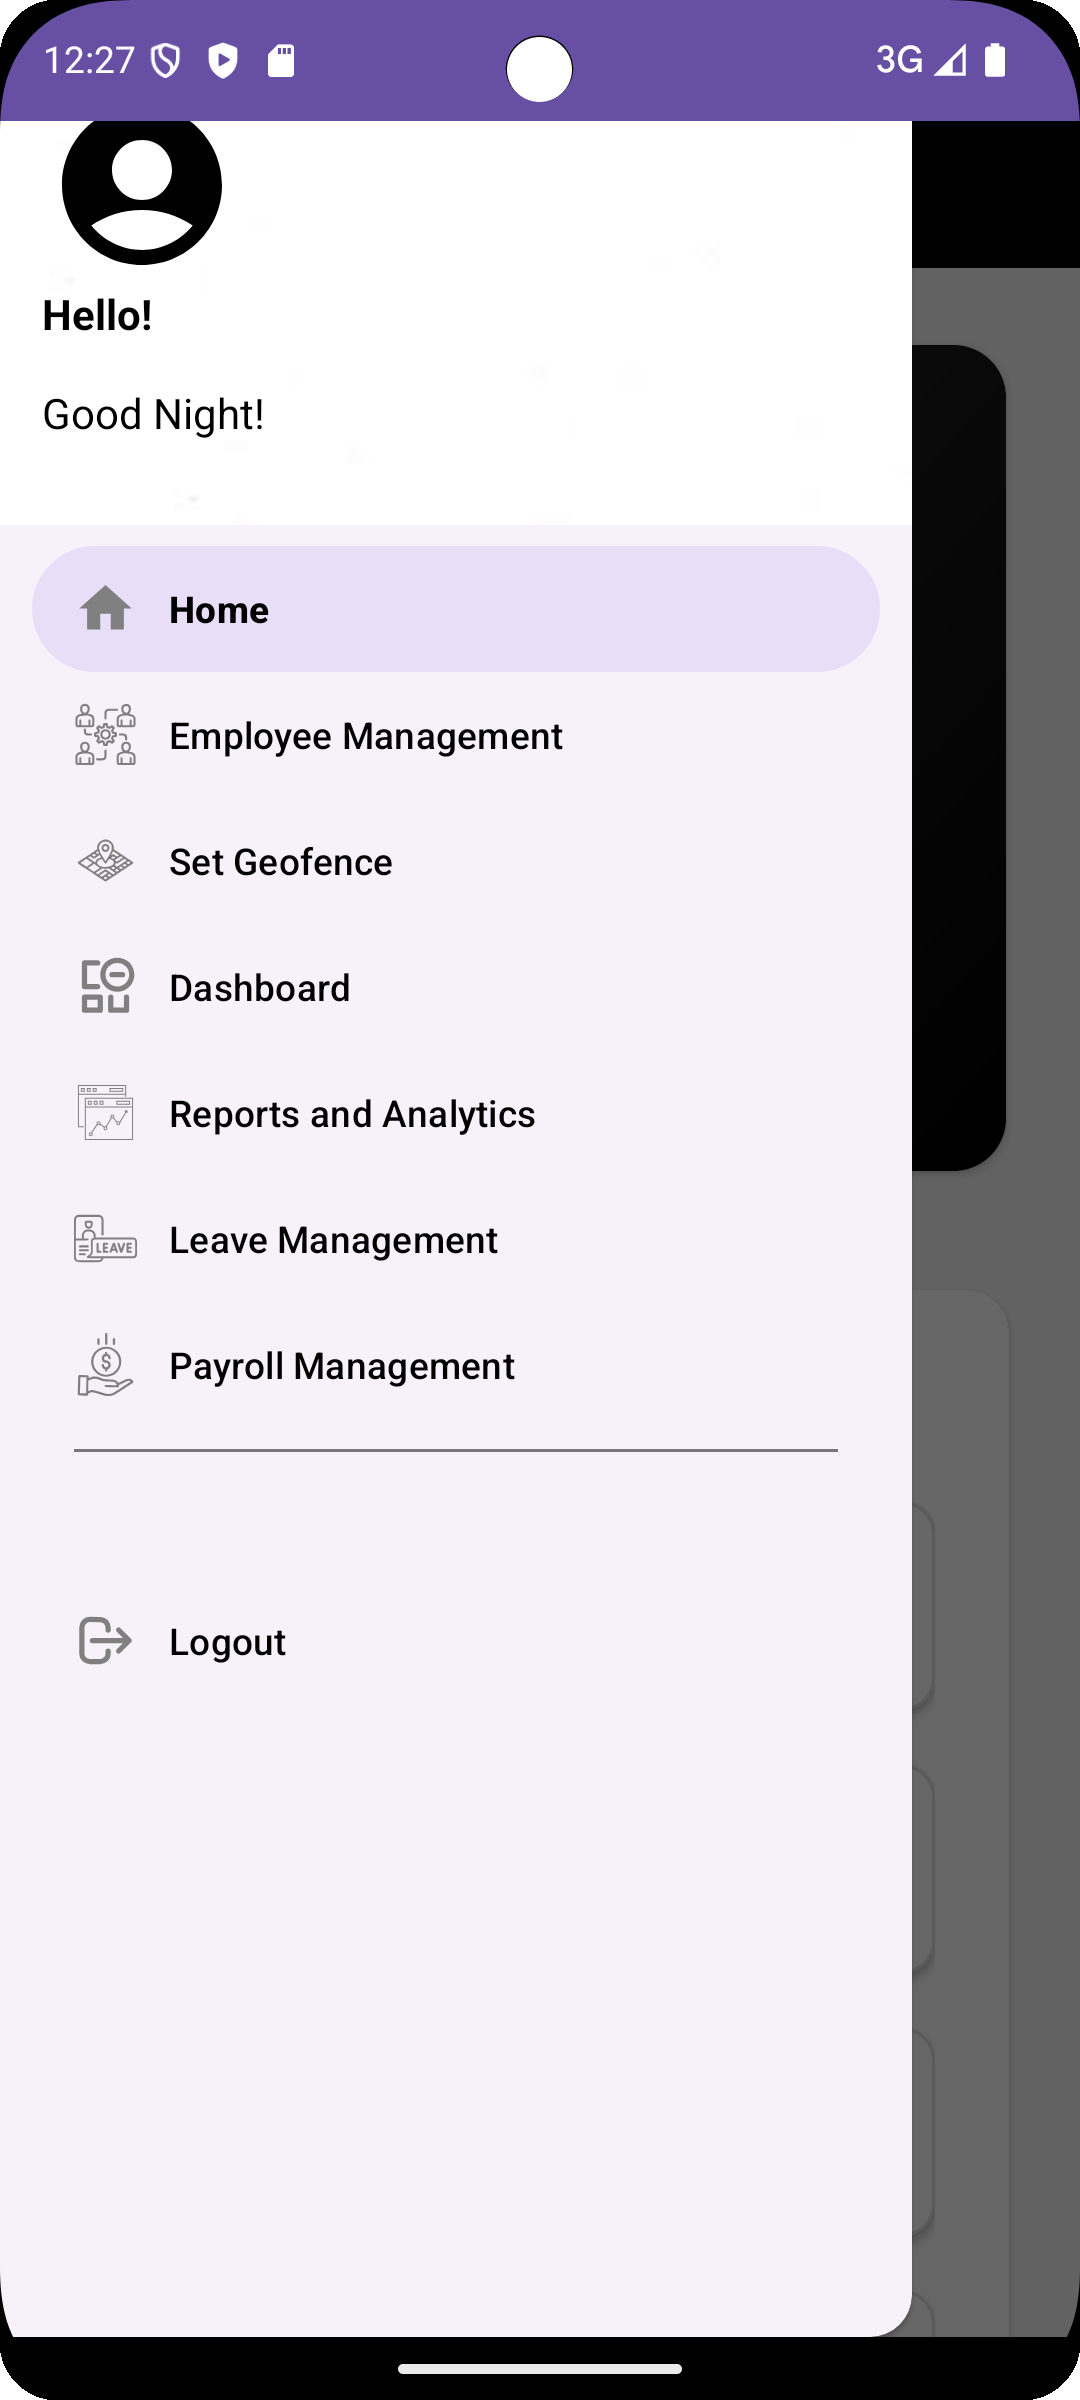 12:27
3G
Hello!
Good Night!
Home
Employee Management
Set Geofence
Dashboard
Reports and Analytics
LEAVE
Leave Management
$
Payroll Management
Logout